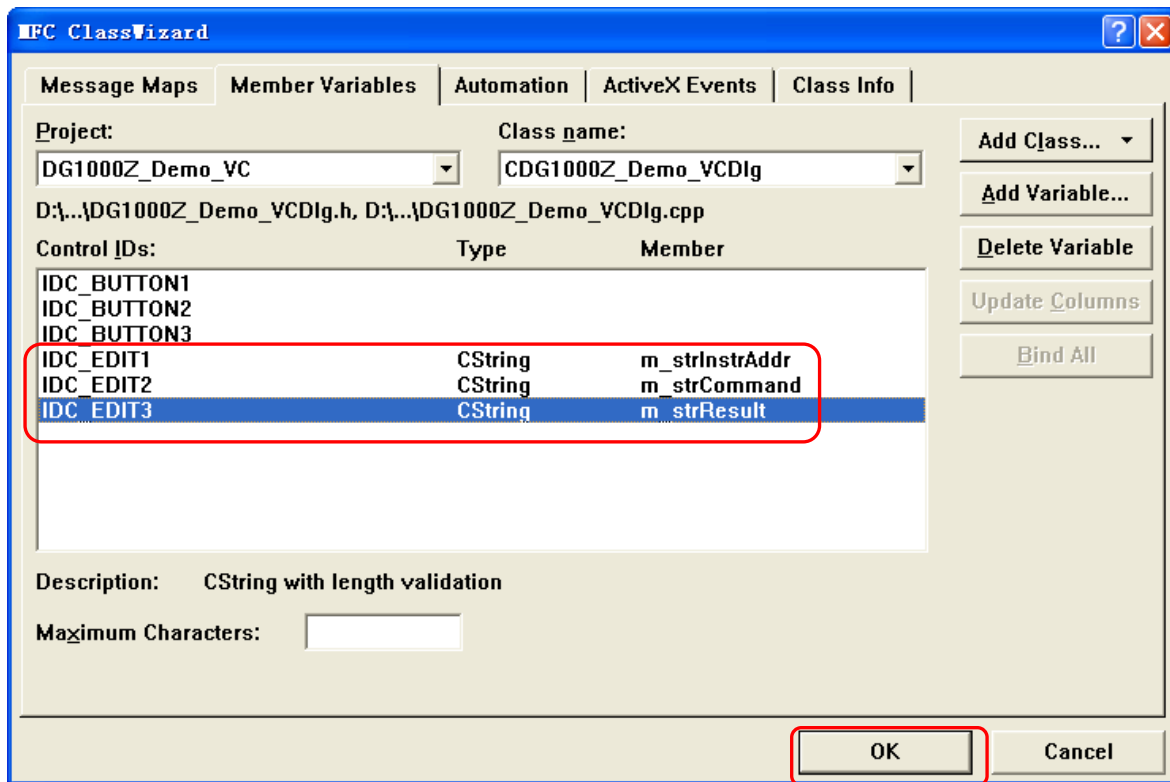 MFC ClassWizard
Message Maps Member Variables Automation ActiveX Events Class Info
Project: Class name:
DG1000Z_Demo_VC CDG1000Z_Demo_VCDlg
D:\...\DG1000Z_Demo_VCDlg.h, D:\...\DG1000Z_Demo_VCDlg.cpp
Control IDs: Type Member
IDC_BUTTON1
IDC_BUTTON2
IDC_BUTTON3
IDC_EDIT1 CString m_strInstrAddr
IDC_EDIT2 CString m_strCommand
IDC_EDIT3 CString m_strResult
Add Class...
Add Variable...
Delete Variable
Update Columns
Bind All
Description: CString with length validation
Maximum Characters:
OK Cancel